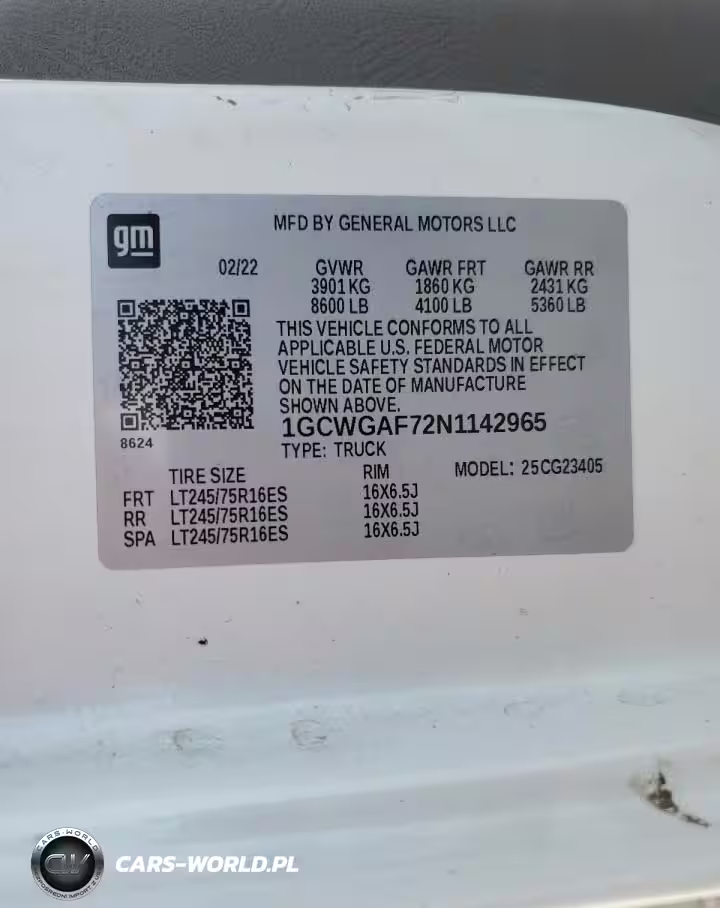 gm
MFD BY GENERAL MOTORS LLC
02/22 GVWR GAWR FRT GAWR RR
3901 KG 1860 KG 2431 KG
8600 LB 4100 LB 5360 LB
THIS VEHICLE CONFORMS TO ALL
APPLICABLE U.S. FEDERAL MOTOR
VEHICLE SAFETY STANDARDS IN EFFECT
ON THE DATE OF MANUFACTURE
SHOWN ABOVE.
1GCWGAF72N1142965
8624
TYPE: TRUCK
TIRE SIZE RIM MODEL: 25CG23405
FRT LT245/75R16ES 16X6.5J
RR LT245/75R16ES 16X6.5J
SPA LT245/75R16ES 16X6.5J
CARS-WORLD
CW
CARS-WORLD.PL